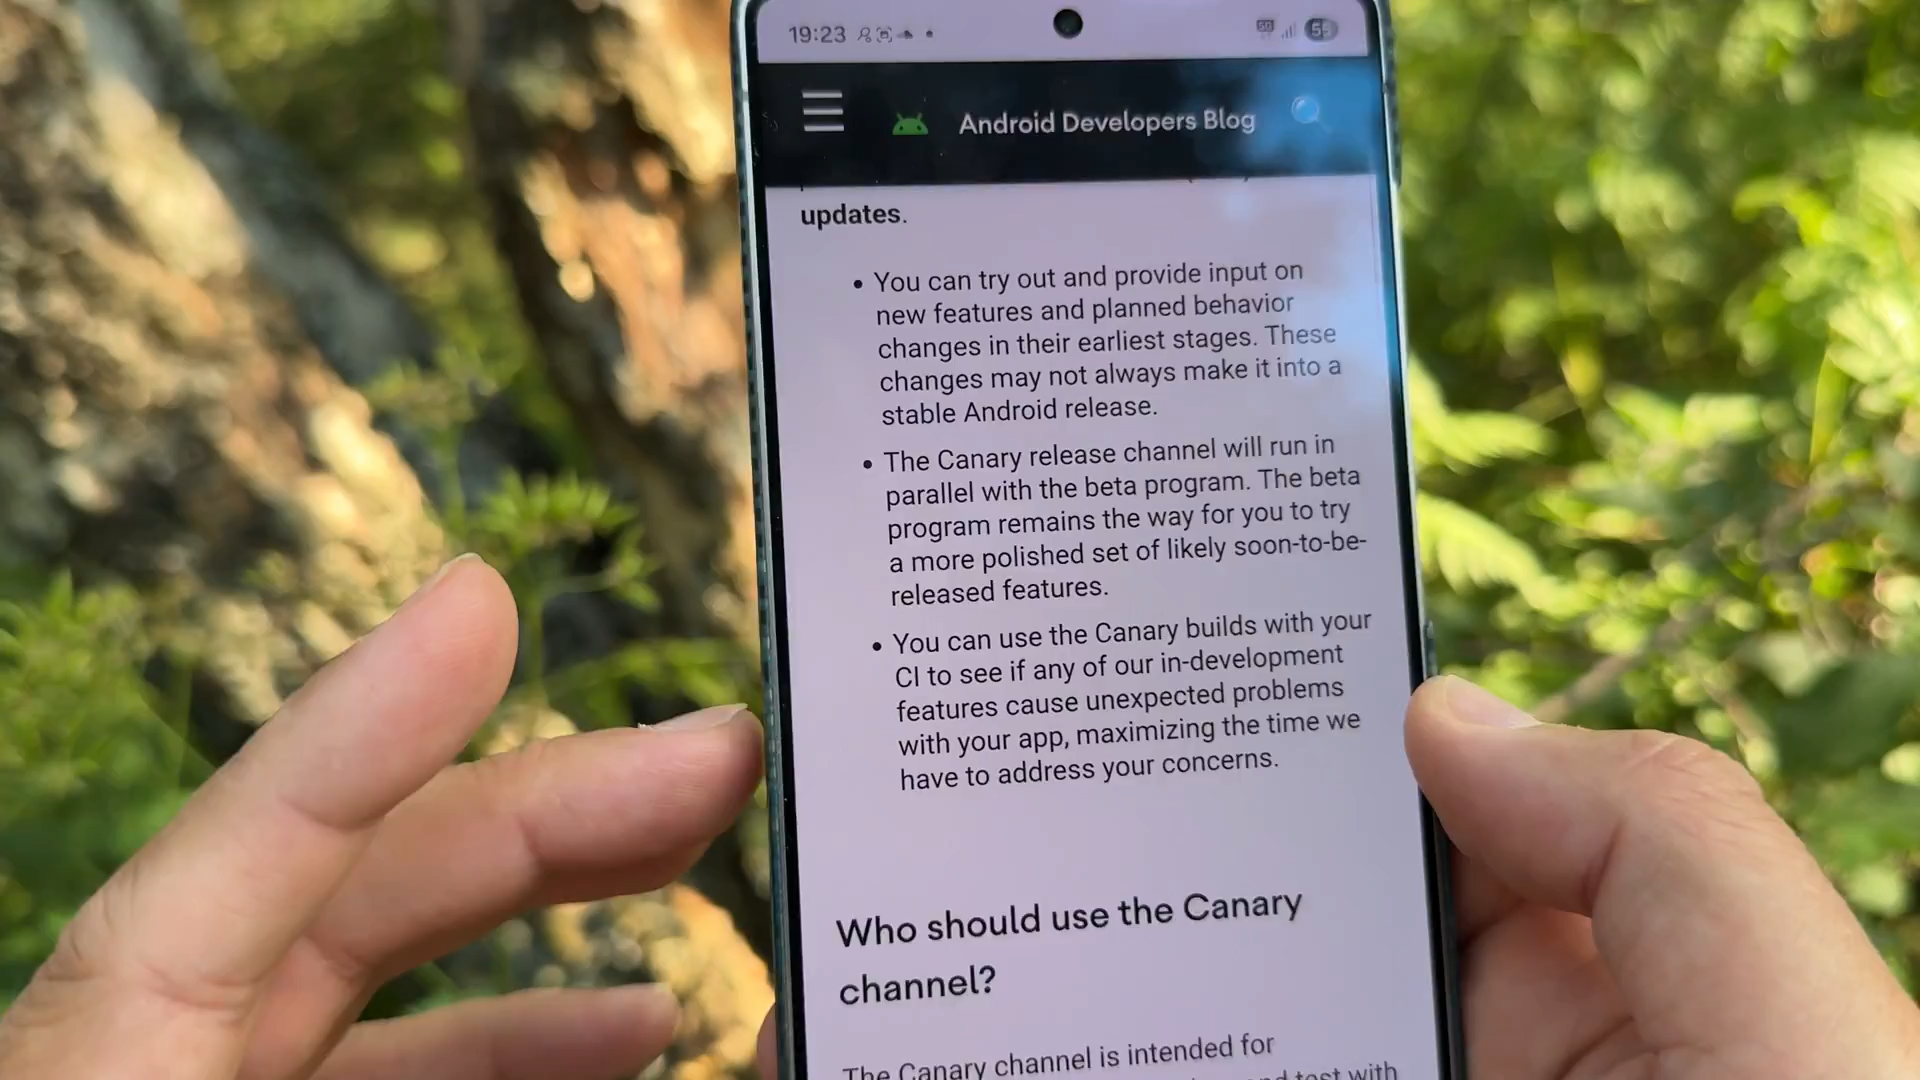 19:23
5G
Android Developers Blog
updates.
• You can try out and provide input on
new features and planned behavior
changes in their earliest stages. These
changes may not always make it into a
stable Android release.
• The Canary release channel will run in
parallel with the beta program. The beta
program remains the way for you to try
a more polished set of likely soon-to-be-
released features.
• You can use the Canary builds with your
CI to see if any of our in-development
features cause unexpected problems
with your app, maximizing the time we
have to address your concerns.
Who should use the Canary
channel?
The Canary channel is intended for
test with